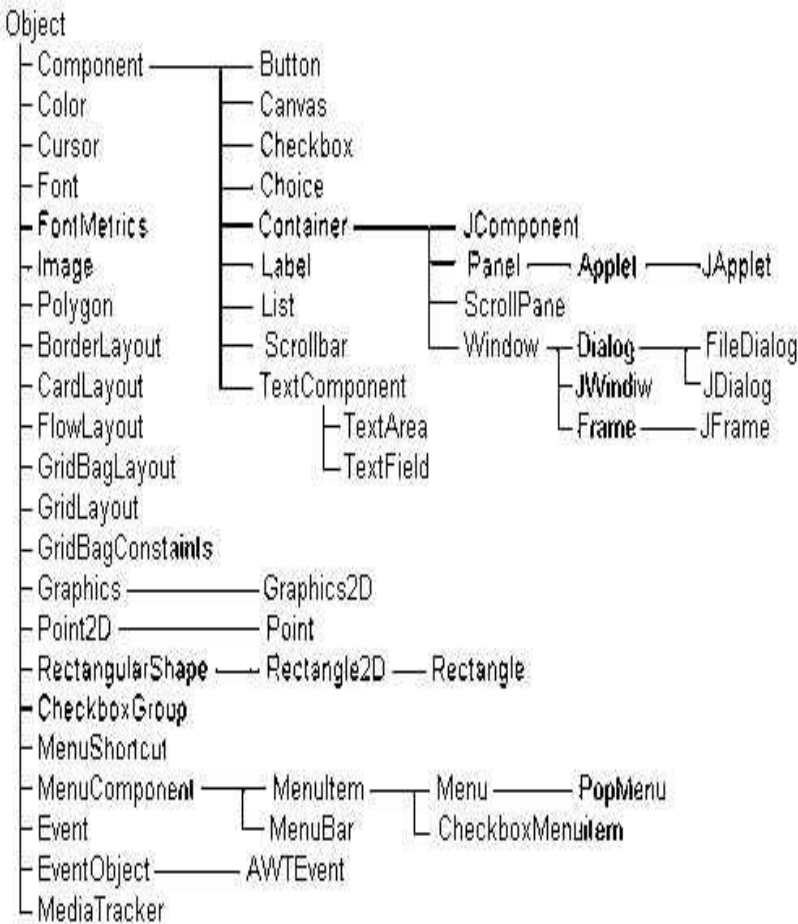 Object
Component Button
Color Canvas
Cursor Checkbox
Font Choice
FontMetrics Container JComponent
Image Label Panel Applet JApplet
Polygon List ScrollPane
BorderLayout Scrollbar Window Dialog FileDialog
CardLayout TextComponent JWindiw JDialog
FlowLayout TextArea Frame JFrame
GridBagLayout TextField
GridLayout
GridBagConstaints
Graphics Graphics2D
Point2D Point
RectangularShape Rectangle2D Rectangle
CheckboxGroup
MenuShortcut
MenuComponent MenuItem Menu PopMenu
Event MenuBar CheckboxMenuitem
EventObject AWTEvent
MediaTracker